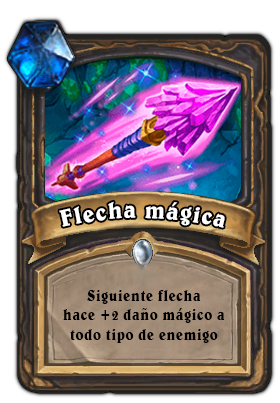 Flecha mágica
Siguiente flecha
hace +2 daño mágico a
todo tipo de enemigo